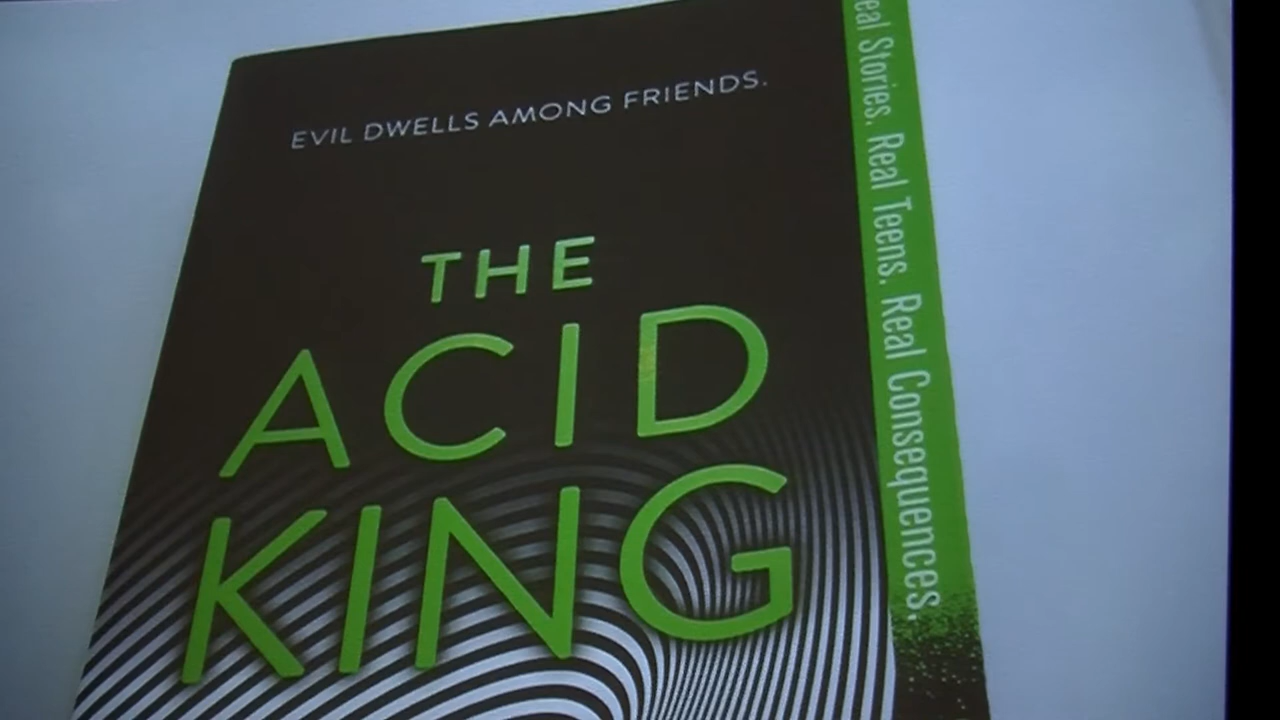 EVIL DWELLS AMONG FRIENDS.
THE
ACID
KING
Stories. Real Teens. Real Consequences.